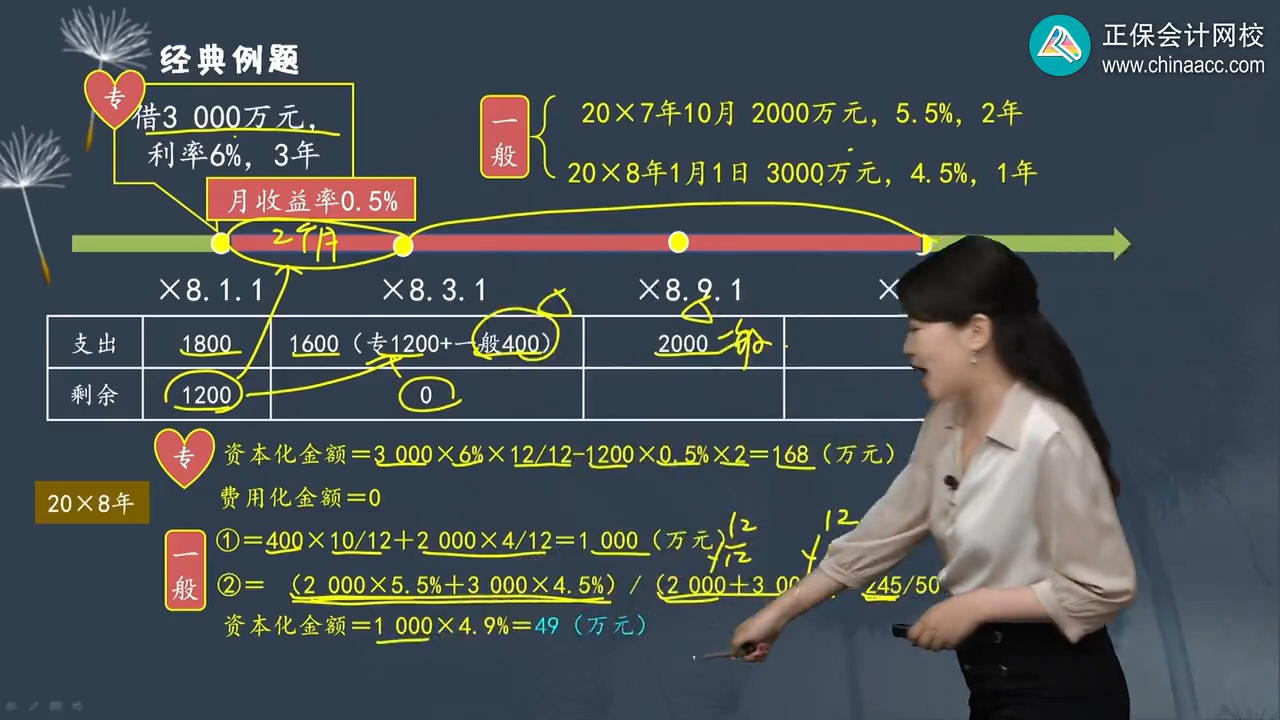 正保会计网校
www.chinaacc.com
经典例题
专
借3 000万元，
利率6%，3年
一般
20×7年10月 2000万元，5.5%，2年
20×8年1月1日 3000万元，4.5%，1年
月收益率0.5%
2个月
×8.1.1
×8.3.1
×8.9.1
×
支出
1800
1600（专1200+一般400）
2000
一般
剩余
1200
0
专
资本化金额＝3 000×6%×12/12-1200×0.5%×2＝168（万元）
费用化金额＝0
20×8年
一般
①＝400×10/12＋2 000×4/12＝1 000（万元）
×12/12
12
②＝ （2 000×5.5%＋3 000×4.5%）/（2 000＋3 00
245/50
资本化金额＝1 000×4.9%＝49（万元）